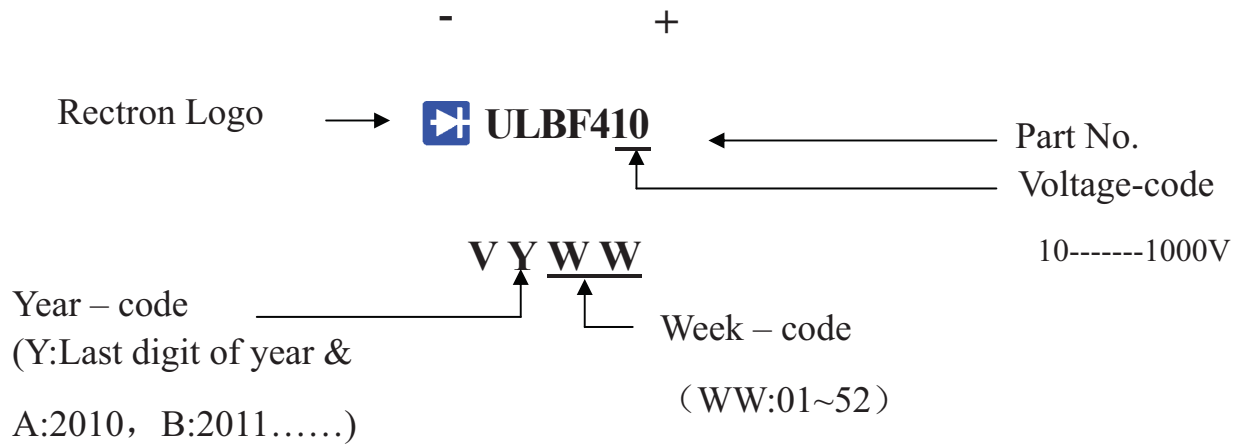 - +
Rectron Logo
ULBF410
Part No.
Voltage-code
10-------1000V
V Y W W
Year – code
(Y:Last digit of year &
A:2010，B:2011……)
Week – code
（WW:01~52）